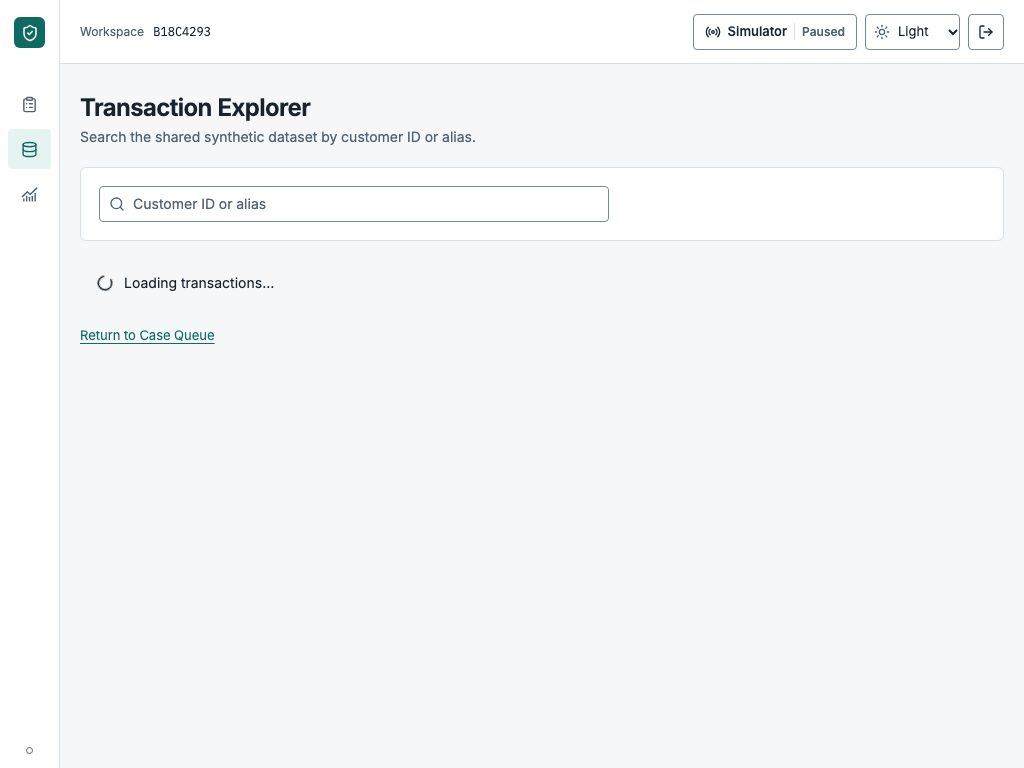 Workspace B18C4293
Simulator Paused
Light
Transaction Explorer
Search the shared synthetic dataset by customer ID or alias.
Customer ID or alias
Loading transactions...
Return to Case Queue